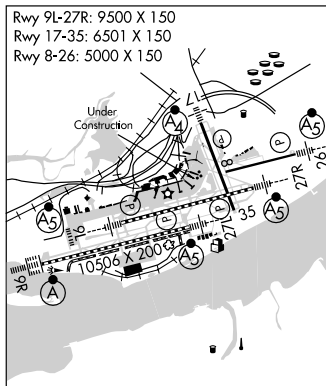 Rwy 9L-27R: 9500 X 150
Rwy 17-35: 6501 X 150
Rwy 8-26: 5000 X 150
Under
Construction
17
A4
A5
P
8
P
26
P
A5
9L
P
P
27R
A5
35
27L
10506 X 200
A5
9R
A